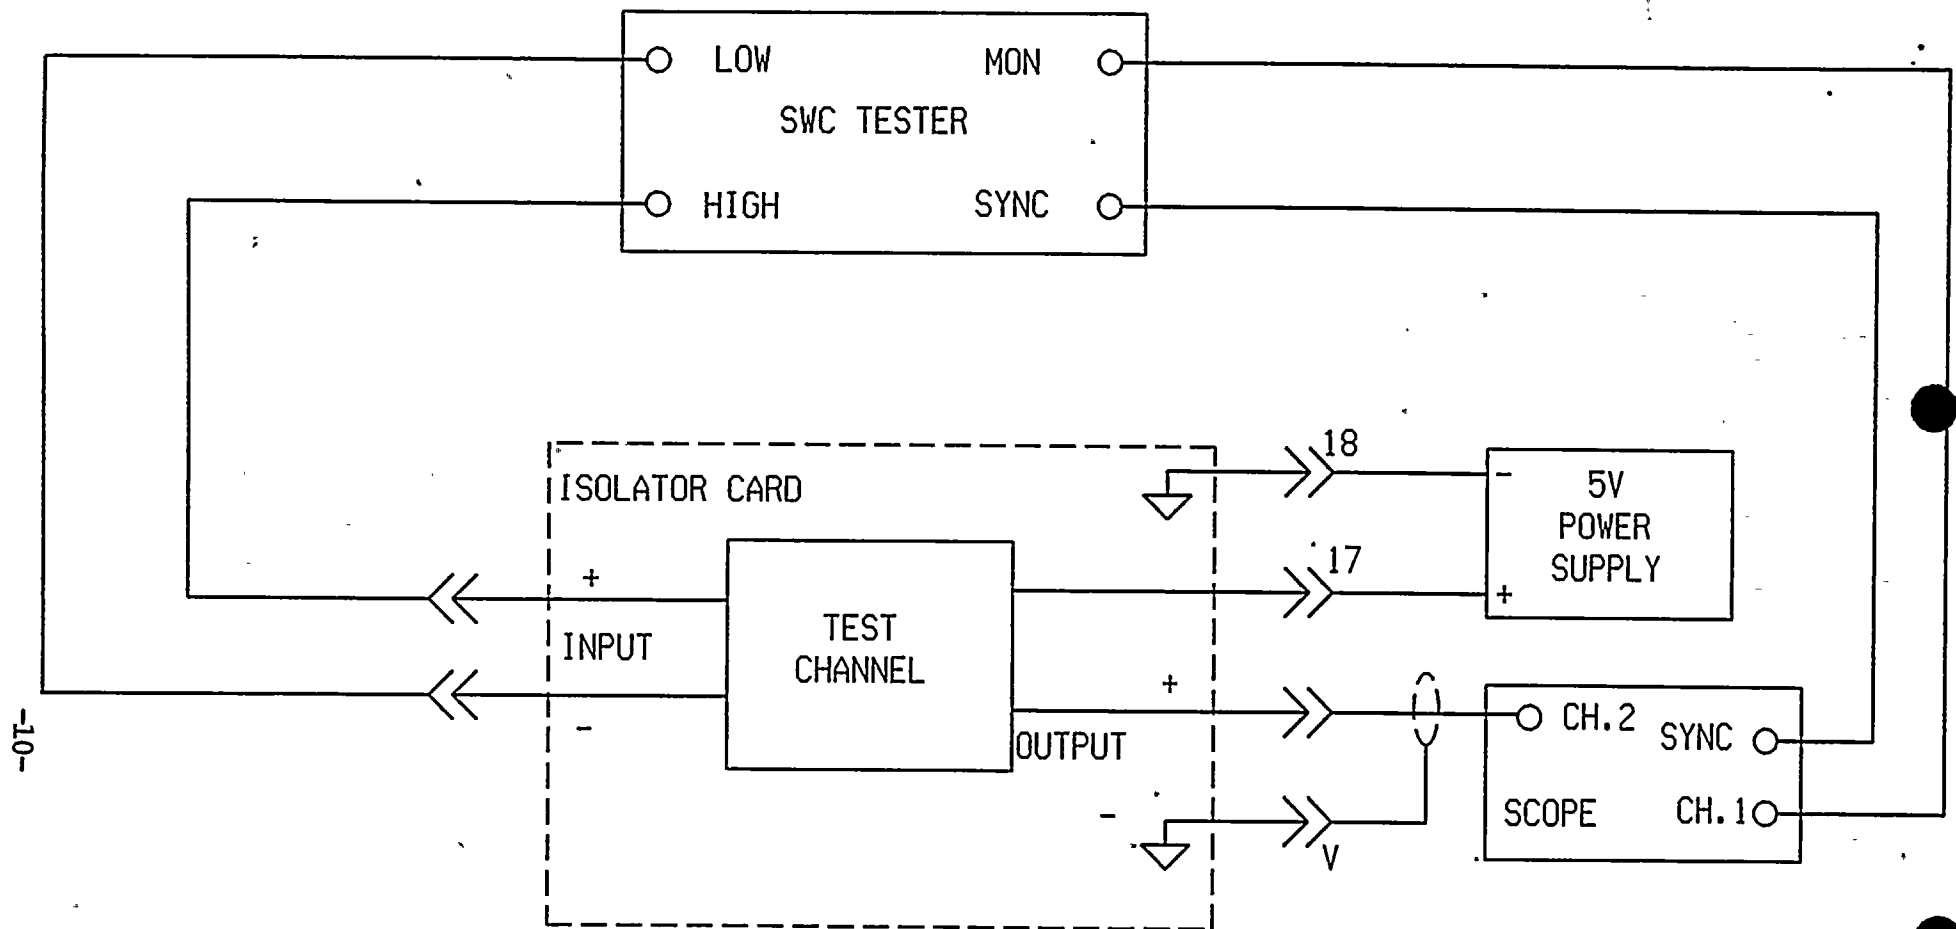 LOW MON
SWC TESTER
HIGH SYNC
18
ISOLATOR CARD
- 5V
POWER
SUPPLY
17
+
+
INPUT
-
TEST
CHANNEL
+
OUTPUT
-
V
CH.2
SYNC
SCOPE CH.1
-10-